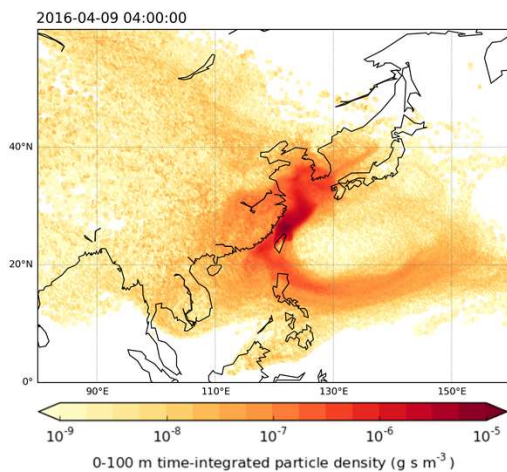 2016-04-09 04:00:00
40°N
20°N
0°
90°E
110°E
130°E
150°E
10⁻⁹
10⁻⁸
10⁻⁷
10⁻⁶
10⁻⁵
0-100 m time-integrated particle density (g s m⁻³)